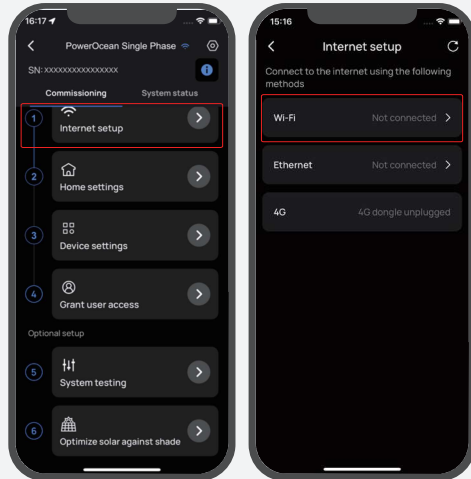 16:17
PowerOcean Single Phase
SN: XXXXXXXXXXXXXXXX
Commissioning
System status
1
Internet setup
2
Home settings
3
Device settings
4
Grant user access
Optional setup
5
System testing
6
Optimize solar against shade
15:16
Internet setup
Connect to the internet using the following
methods
Wi-Fi Not connected
Ethernet Not connected
4G 4G dongle unplugged